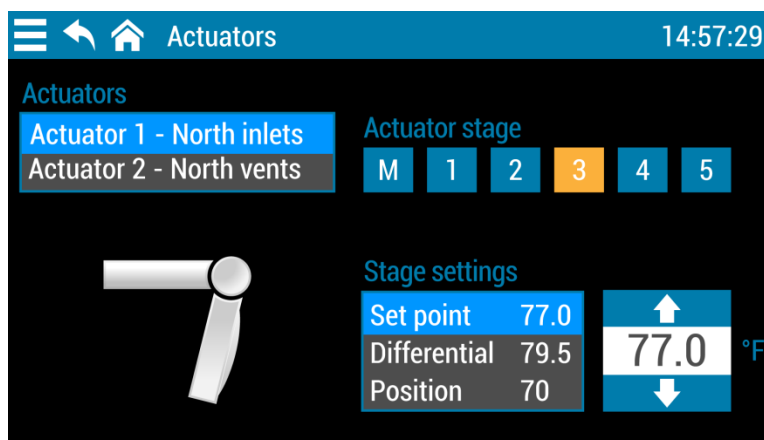 Actuators 14:57:29
Actuators
Actuator 1 - North inlets
Actuator 2 - North vents
Actuator stage
M 1 2 3 4 5
Stage settings
Set point 77.0
Differential 79.5
Position 70
77.0 °F